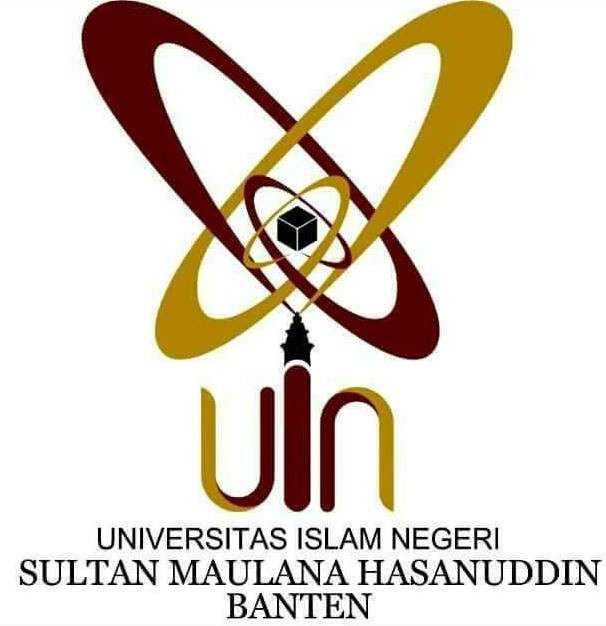 uin
UNIVERSITAS ISLAM NEGERI
SULTAN MAULANA HASANUDDIN
BANTEN